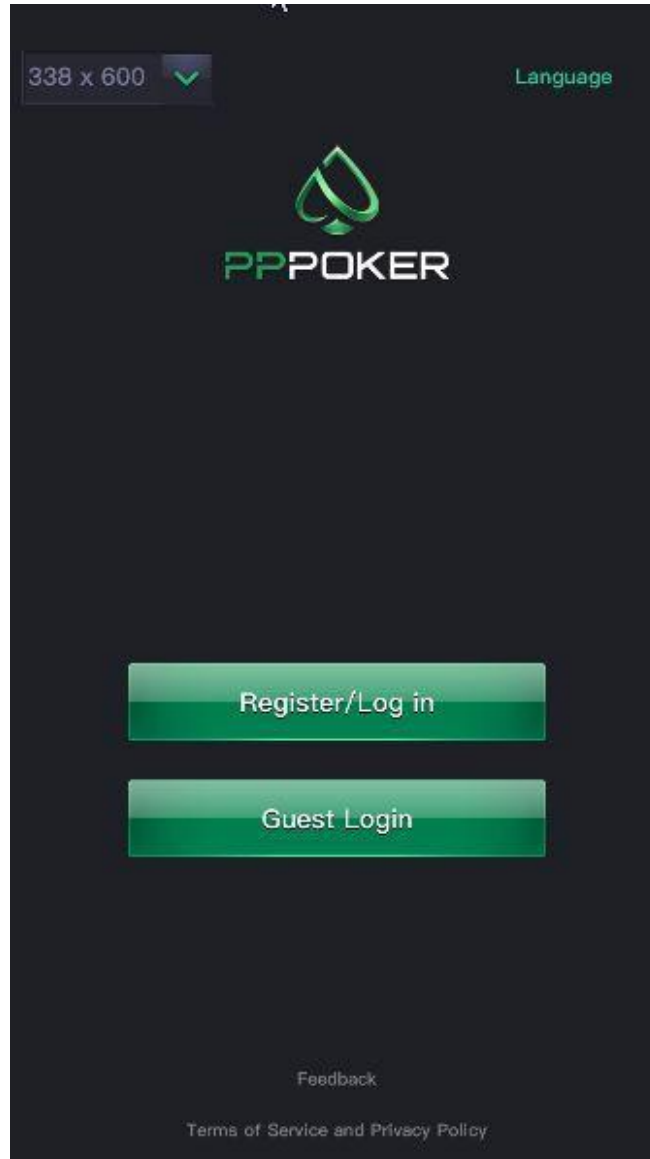 338 x 600
Language
PPPOKER
Register/Log in
Guest Login
Feedback
Terms of Service and Privacy Policy